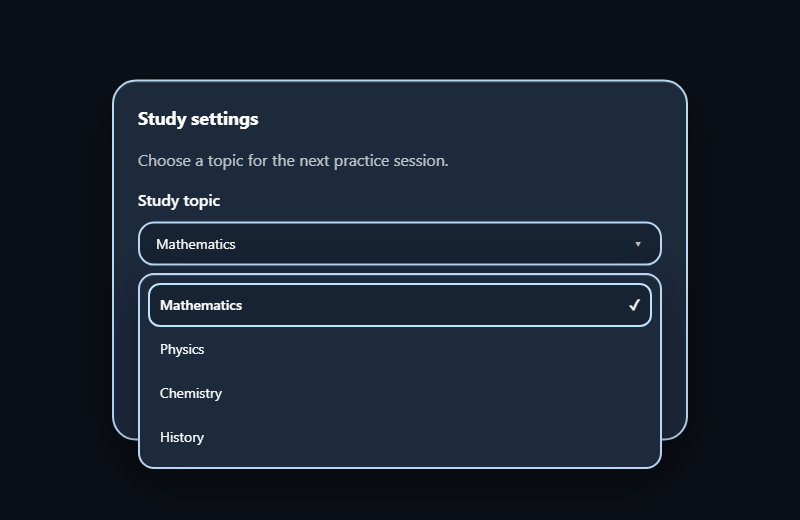 Study settings
Choose a topic for the next practice session.
Study topic
Mathematics
Mathematics
Physics
Chemistry
History